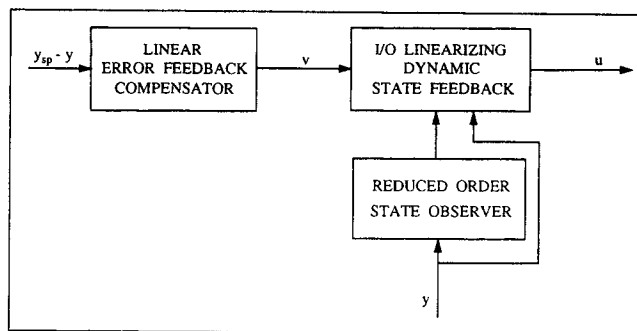 y_sp - y
LINEAR
ERROR FEEDBACK
COMPENSATOR
v
I/O LINEARIZING
DYNAMIC
STATE FEEDBACK
u
REDUCED ORDER
STATE OBSERVER
y